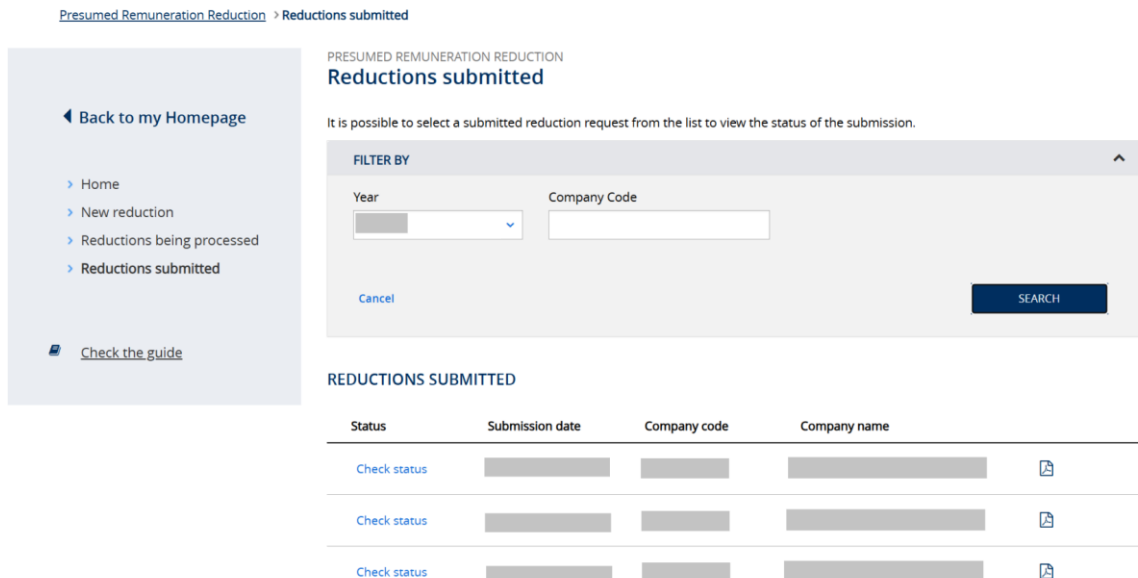 Presumed Remuneration Reduction > Reductions submitted
Back to my Homepage
Home
New reduction
Reductions being processed
Reductions submitted
Check the guide
PRESUMED REMUNERATION REDUCTION
Reductions submitted
It is possible to select a submitted reduction request from the list to view the status of the submission.
FILTER BY
Year Company Code
Cancel SEARCH
REDUCTIONS SUBMITTED
Status Submission date Company code Company name
Check status
Check status
Check status